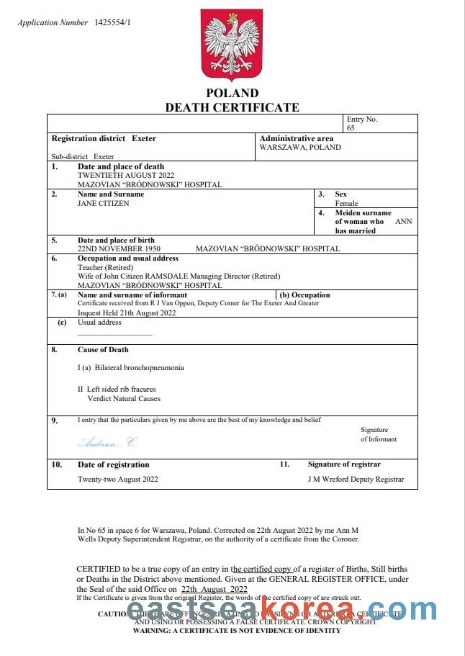 Application Number 1425554/1
POLAND
DEATH CERTIFICATE
Entry No.
65
Registration district Exeter
Administrative area
WARSZAWA, POLAND
Sub-district Exeter
1. Date and place of death
TWENTIETH AUGUST 2022
MAZOVIAN "BRÓDNOWSKI" HOSPITAL
2. Name and Surname
JANE CITIZEN
3. Sex
Female
4. Meiden surname
of woman who ANN
has married
5. Date and place of birth
22ND NOVEMBER 1950 MAZOVIAN "BRÓDNOWSKI" HOSPITAL
6. Occupation and usual address
Teacher (Retired)
Wife of John Citizen RAMSDALE Managing Director (Retired)
MAZOVIAN "BRÓDNOWSKI" HOSPITAL
7. (a) Name and surname of informant (b) Occupation
Certificate received from R J Van Oppon, Deputy Corner for The Exeter And Greater
Inquest Held 21th August 2022
(c) Usual address
8. Cause of Death
I (a) Bilateral bronchopneumonia
II Left sided rib fracures
Verdict Natural Causes
9. I entry that the particulars given by me above are the best of my knowledge and belief
Signature
of Informant
Anderson C
10. Date of registration
11. Signature of registrar
Twenty-two August 2022
J M Wreford Deputy Registrar
In No 65 in space 6 for Warszawa, Poland. Corrected on 22th August 2022 by me Ann M
Wells Deputy Superintendent Registrar, on the authority of a certificate from the Coroner.
CERTIFIED to be a true copy of an entry in the certified copy of a register of Births, Still births
or Deaths in the District above mentioned. Given at the GENERAL REGISTER OFFICE, under
the Seal of the said Office on 22th August 2022
If the Certificate is given from the original Register, the words of the certified copy of are struck out.
CAUTION
AND USING OR POSSESSING A FALSE CERTIFICATE. CROWN COPYRIGHT
WARNING: A CERTIFICATE IS NOT EVIDENCE OF IDENTITY
eastseakorea.com